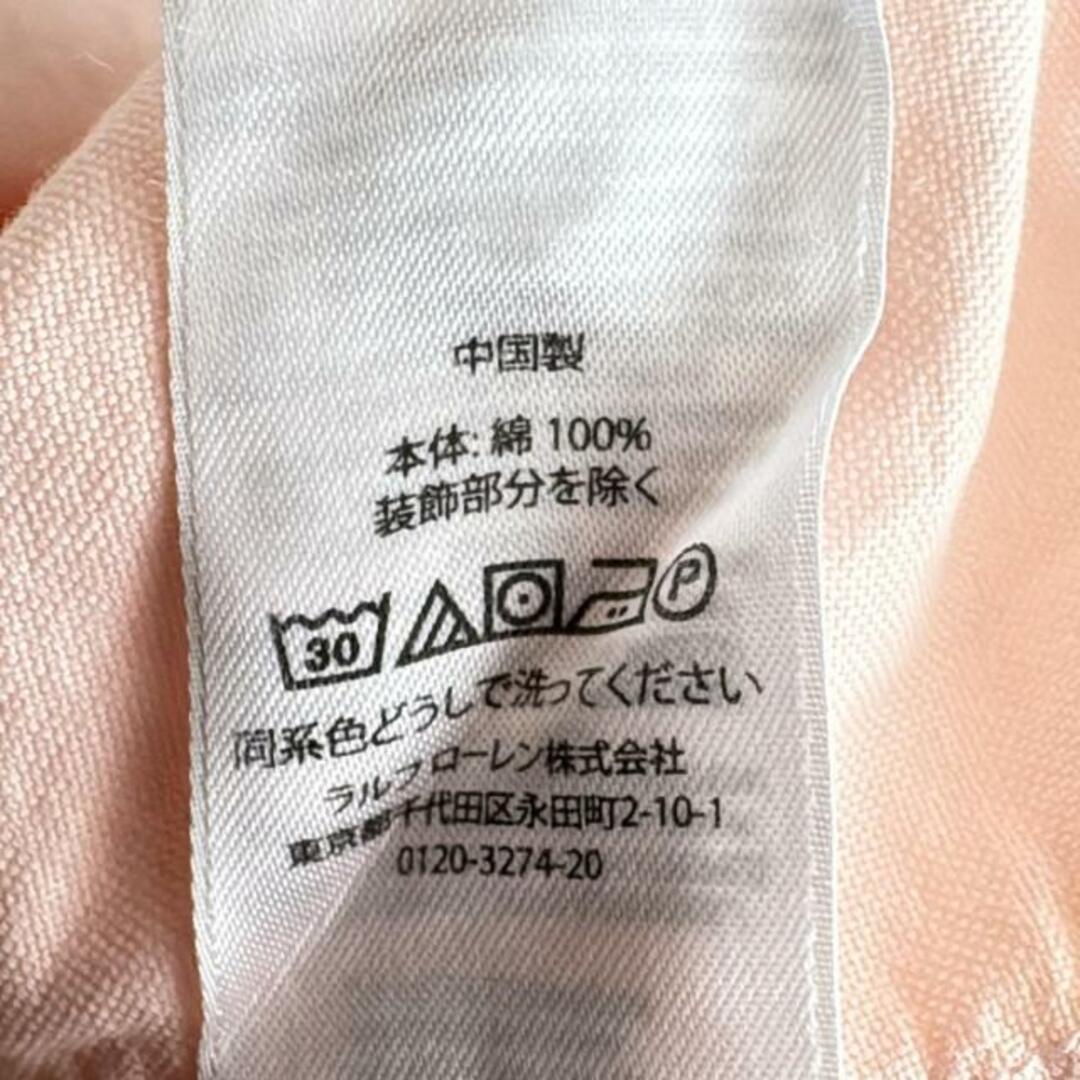 中国製
本体: 綿 100%
装飾部分を除く
30 P
同系色どうしで洗ってください
ラルフ ローレン株式会社
東京都千代田区永田町2-10-1
0120-3274-20